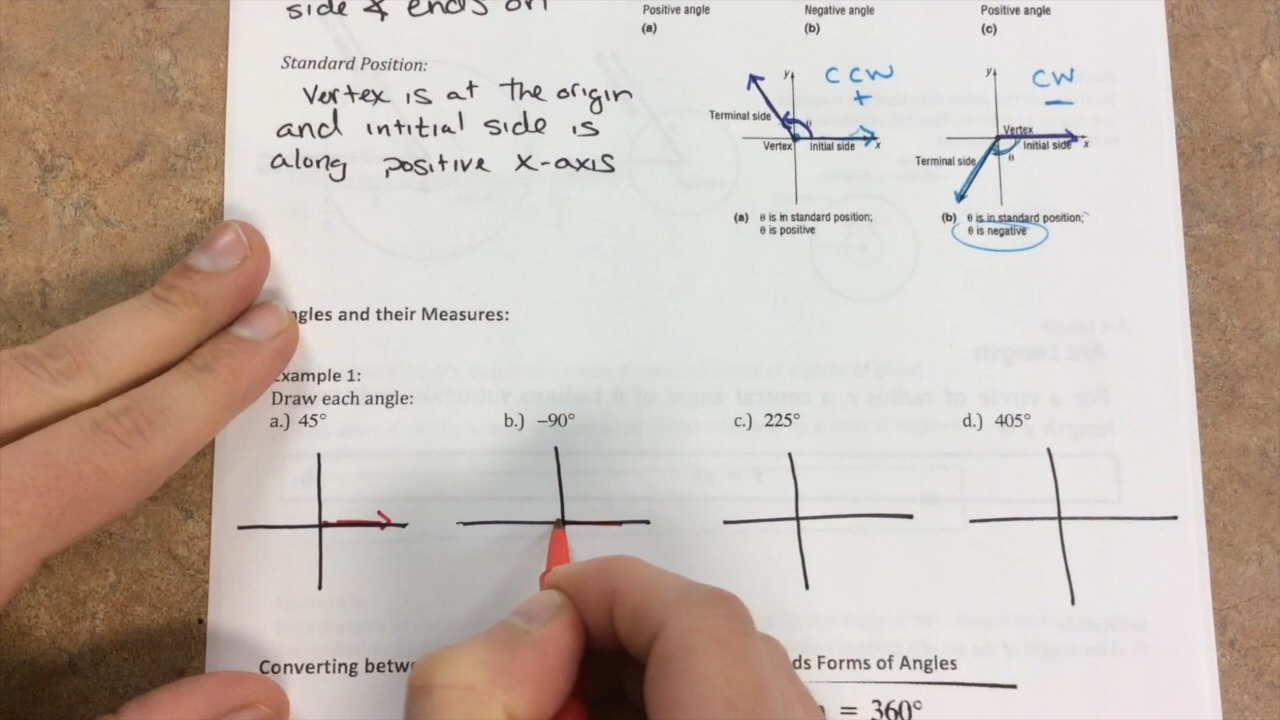 side & ends on
Positive angle
(a)
Negative angle
(b)
Positive angle
(c)
Standard Position:
Vertex is at the origin
and intitial side is
along positive x-axis
y
CCW
+
Terminal side
θ
Vertex
Initial side
x
(a) θ is in standard position;
θ is positive
y
CW
−
Vertex
Initial side
x
Terminal side
θ
(b) θ is in standard position;
θ is negative
ngles and their Measures:
xample 1:
Draw each angle:
a.) 45°
b.) –90°
c.) 225°
d.) 405°
Converting betw
ds Forms of Angles
= 360°